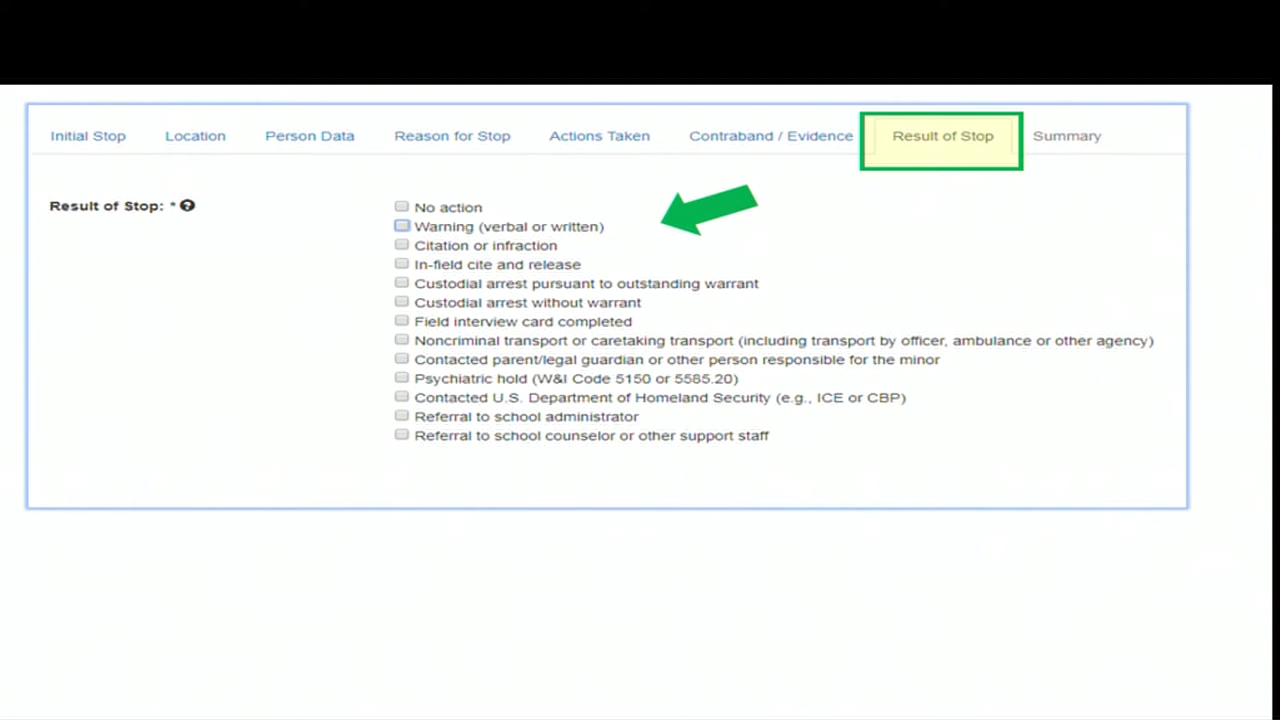 Initial Stop Location Person Data Reason for Stop Actions Taken Contraband / Evidence Result of Stop Summary
Result of Stop: *
No action
Warning (verbal or written)
Citation or infraction
In-field cite and release
Custodial arrest pursuant to outstanding warrant
Custodial arrest without warrant
Field interview card completed
Noncriminal transport or caretaking transport (including transport by officer, ambulance or other agency)
Contacted parent/legal guardian or other person responsible for the minor
Psychiatric hold (W&I Code 5150 or 5585.20)
Contacted U.S. Department of Homeland Security (e.g., ICE or CBP)
Referral to school administrator
Referral to school counselor or other support staff